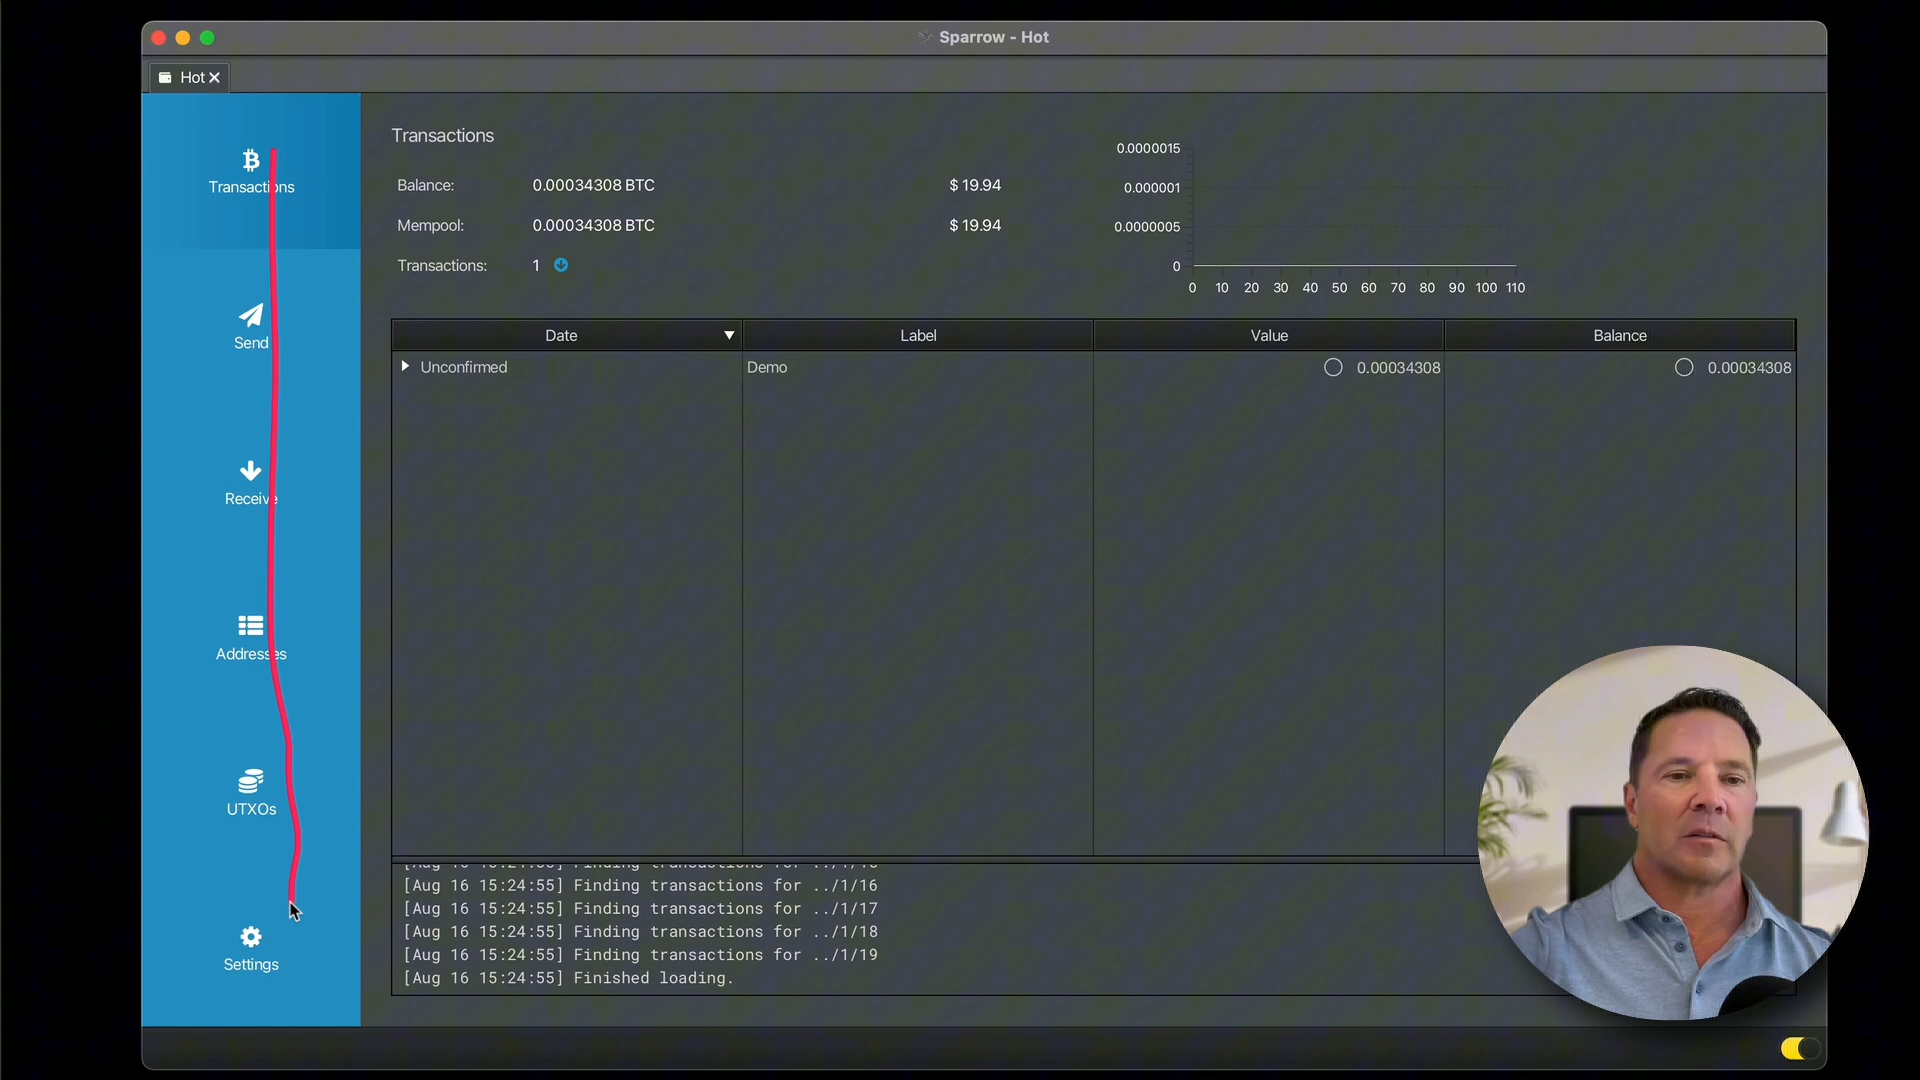 Sparrow - Hot
Hot
Transactions
Send
Receive
Addresses
UTXOs
Settings
Transactions
Balance: 0.00034308 BTC $ 19.94
Mempool: 0.00034308 BTC $ 19.94
Transactions: 1
0.0000015
0.000001
0.0000005
0
0 10 20 30 40 50 60 70 80 90 100 110
Date Label Value Balance
Unconfirmed Demo 0.00034308 0.00034308
[Aug 16 15:24:55] Finding transactions for ../1/16
[Aug 16 15:24:55] Finding transactions for ../1/17
[Aug 16 15:24:55] Finding transactions for ../1/18
[Aug 16 15:24:55] Finding transactions for ../1/19
[Aug 16 15:24:55] Finished loading.